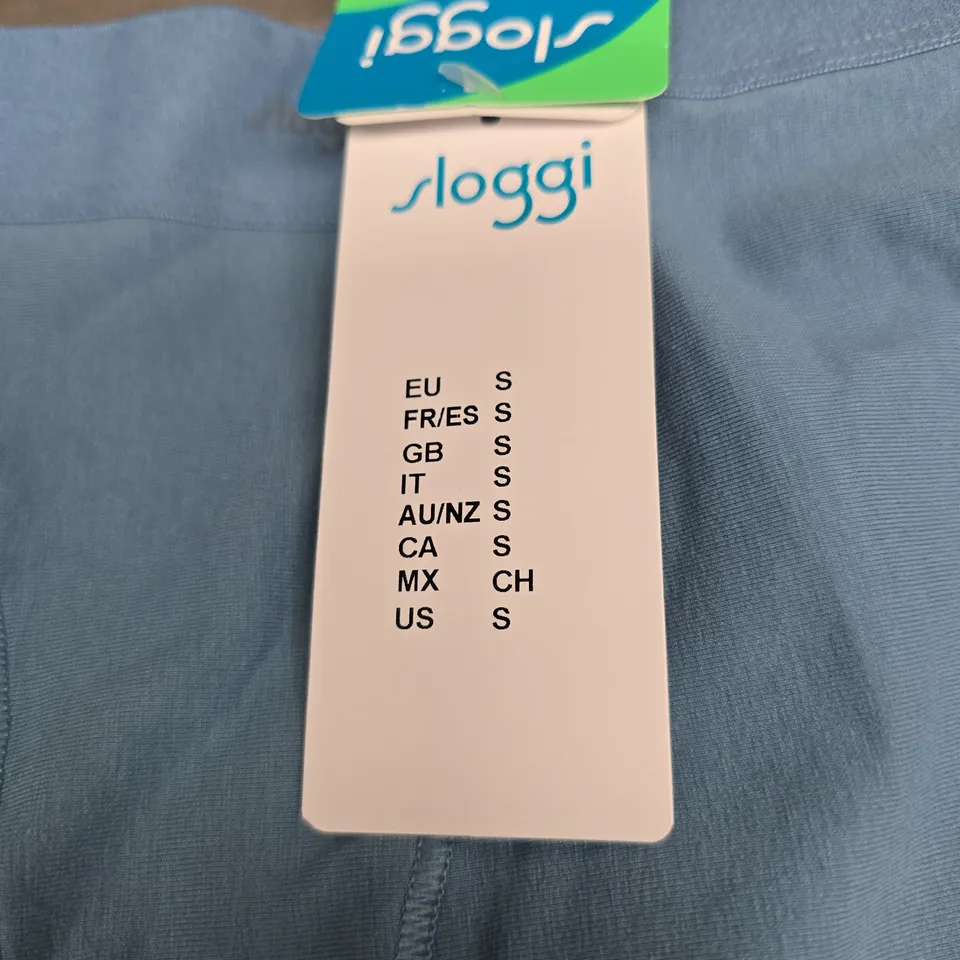 sloggi
sloggi
EU S
FR/ES S
GB S
IT S
AU/NZ S
CA S
MX CH
US S